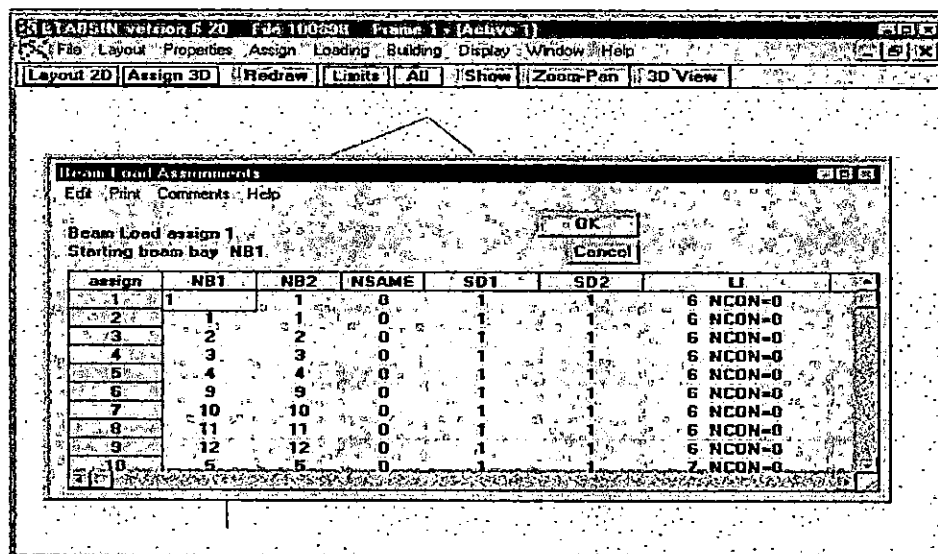 ETABSIN version 6.20 File 100898 Frame 1 - [Active 1]
File Layout Properties Assign Loading Building Display Window Help
Layout 2D Assign 3D Redraw Limits All Show Zoom-Pan 3D View
Beam Load Assignments
Edit Print Comments Help
OK
Beam Load assign 1
Starting beam bay NB1
Cancel
assign NB1 NB2 NSAME SD1 SD2 LI
1 1 1 0 1 1 6 NCON=0
2 1 1 0 1 1 6 NCON=0
3 2 2 0 1 1 6 NCON=0
4 3 3 0 1 1 6 NCON=0
5 4 4 0 1 1 6 NCON=0
6 9 9 0 1 1 6 NCON=0
7 10 10 0 1 1 6 NCON=0
8 11 11 0 1 1 6 NCON=0
9 12 12 0 1 1 6 NCON=0
10 5 5 0 1 1 7 NCON=0